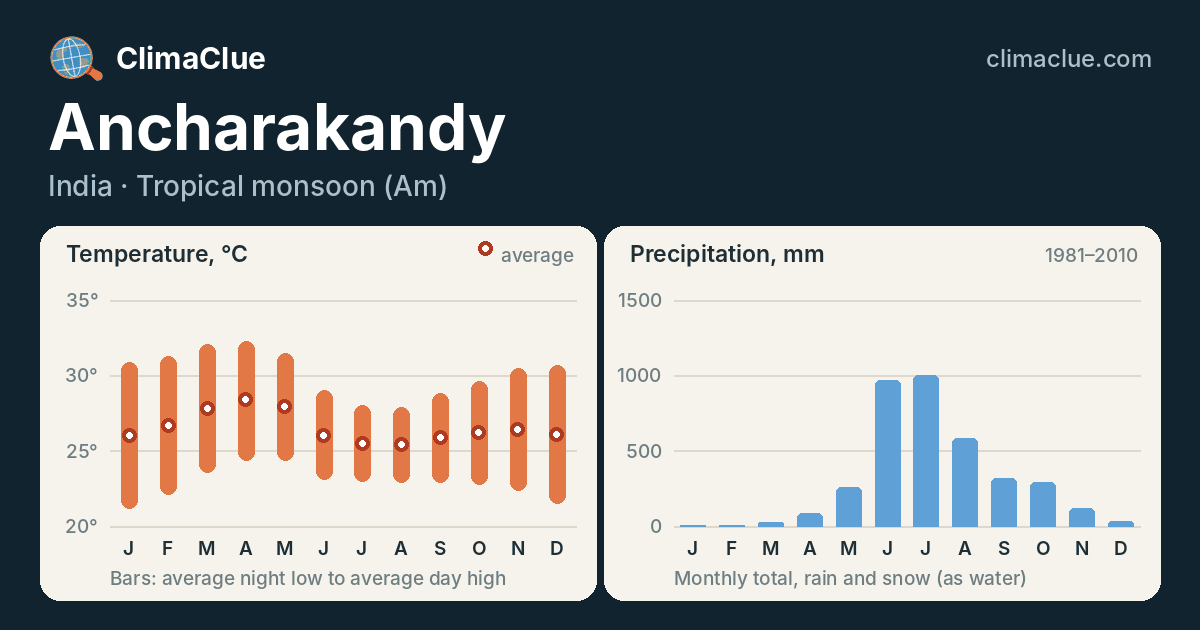 ClimaClue
climaclue.com
Ancharakandy
India · Tropical monsoon (Am)
Temperature, °C
average
35°
30°
25°
20°
J F M A M J J A S O N D
Bars: average night low to average day high
Precipitation, mm
1981–2010
1500
1000
500
0
J F M A M J J A S O N D
Monthly total, rain and snow (as water)